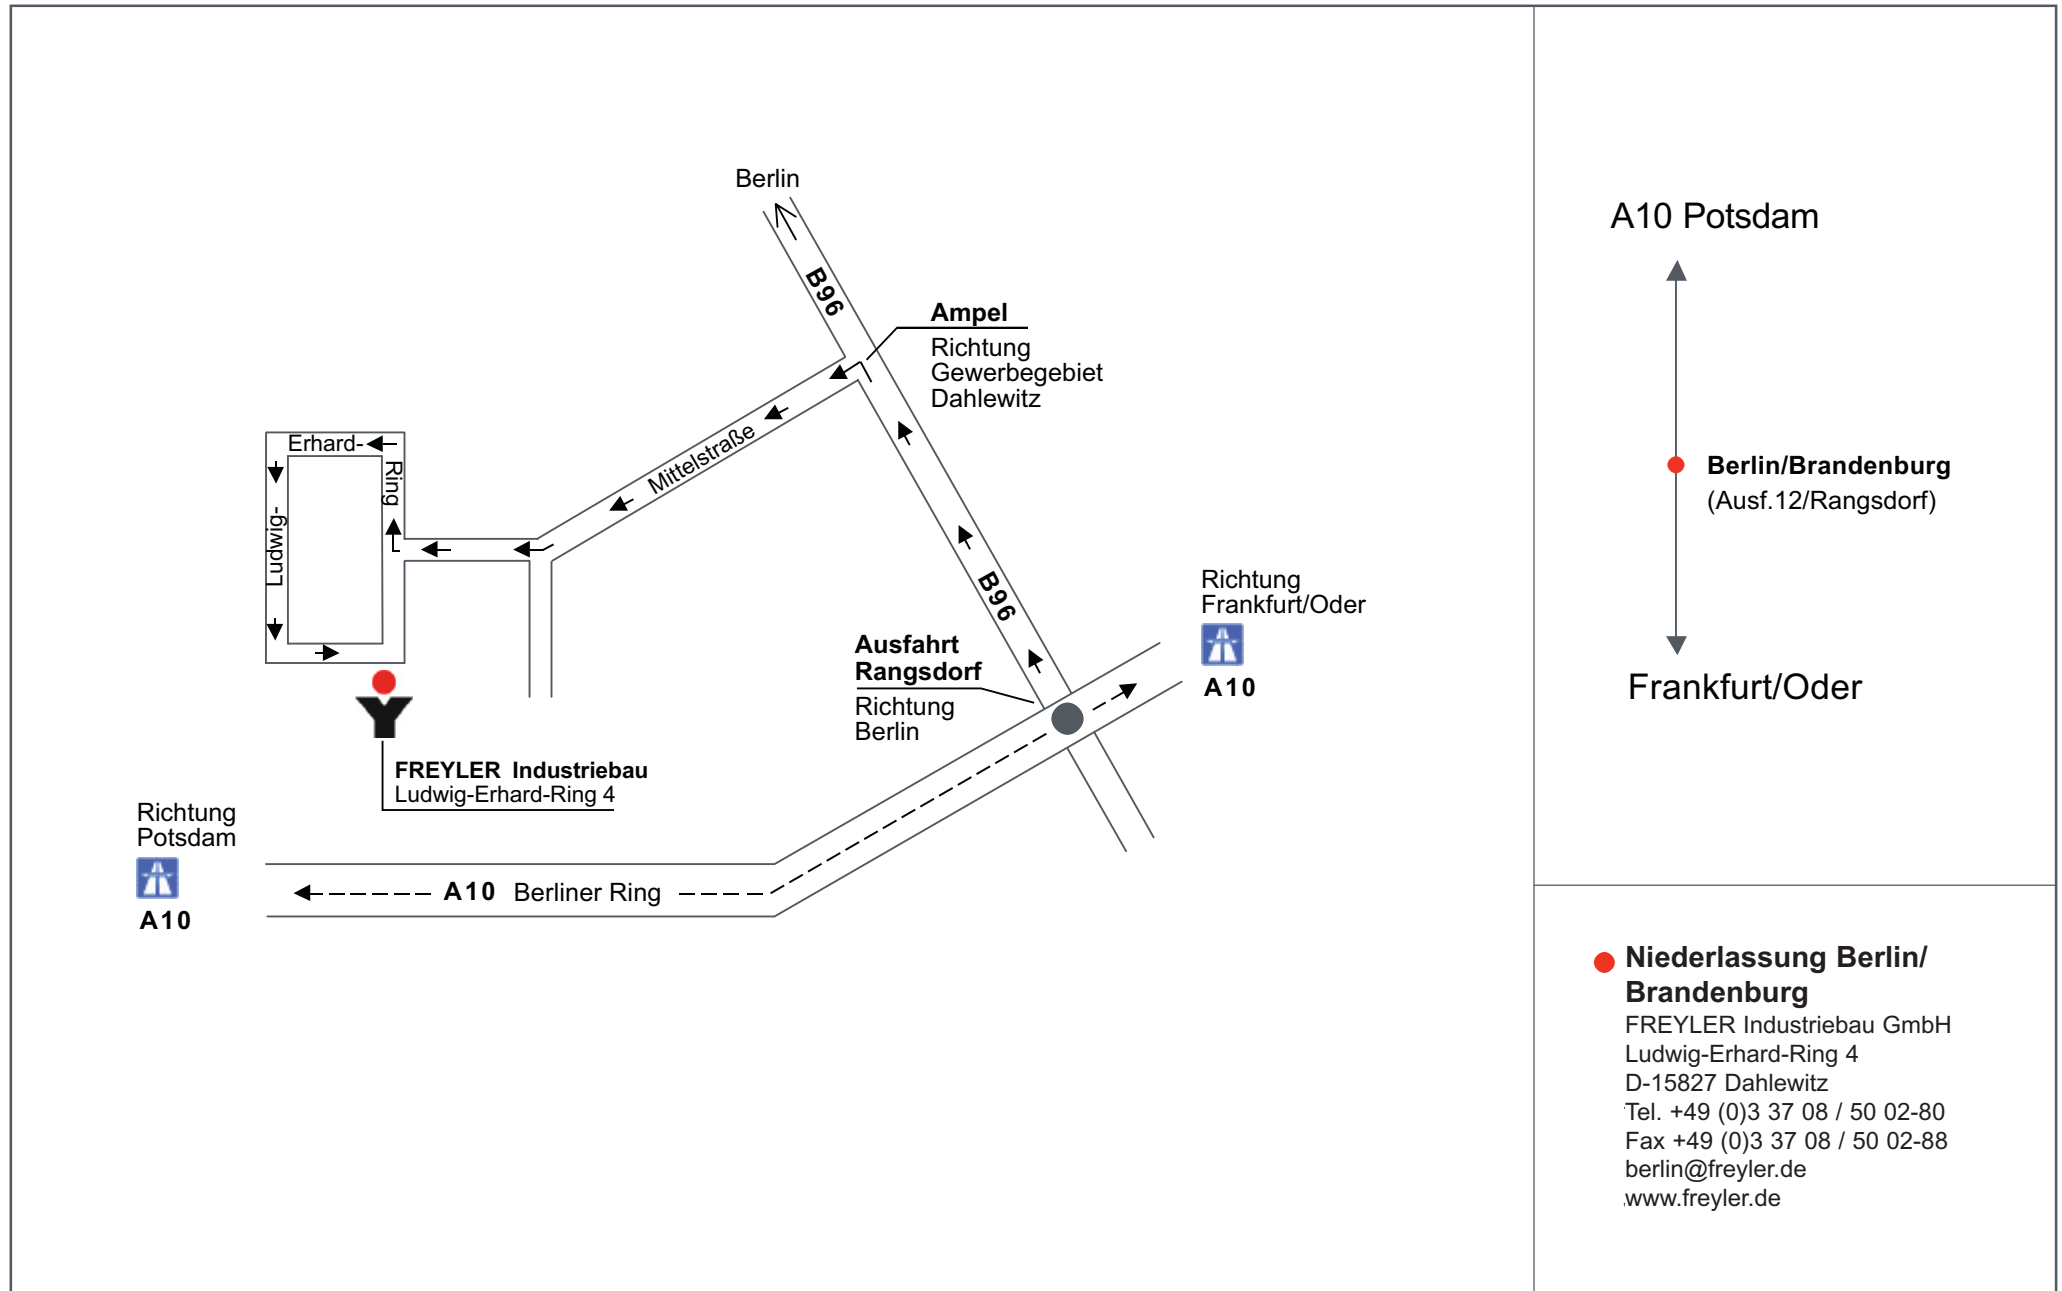 Berlin
B96
Ampel
Richtung
Gewerbegebiet
Dahlewitz
Mittelstraße
Erhard-
Ring
Ludwig-
B96
Richtung
Frankfurt/Oder
A10
Ausfahrt
Rangsdorf
Richtung
Berlin
FREYLER Industriebau
Ludwig-Erhard-Ring 4
Richtung
Potsdam
A10
A10 Berliner Ring
A10 Potsdam
Berlin/Brandenburg
(Ausf.12/Rangsdorf)
Frankfurt/Oder
Niederlassung Berlin/
Brandenburg
FREYLER Industriebau GmbH
Ludwig-Erhard-Ring 4
D-15827 Dahlewitz
Tel. +49 (0)3 37 08 / 50 02-80
Fax +49 (0)3 37 08 / 50 02-88
berlin@freyler.de
www.freyler.de